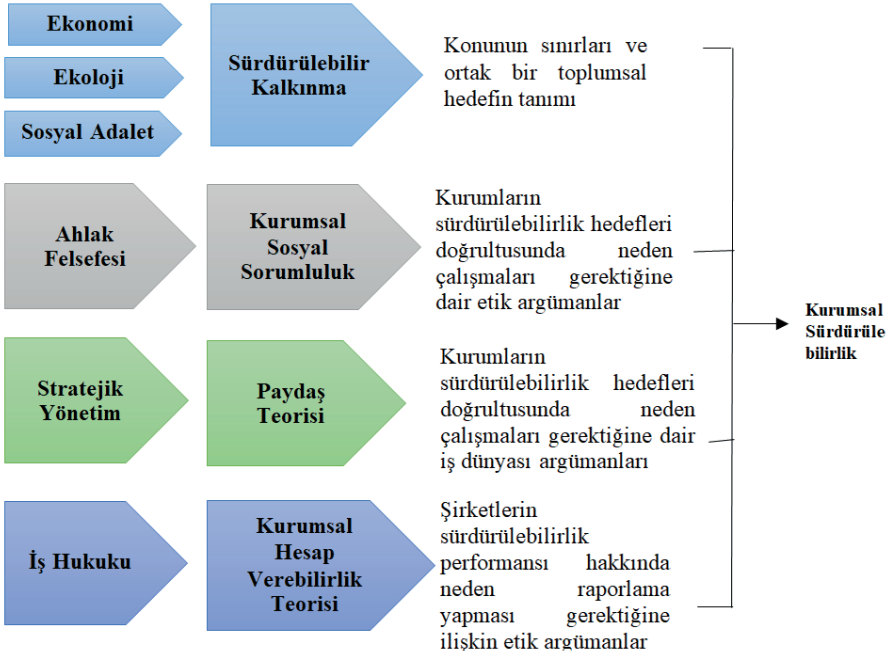 Ekonomi
Ekoloji
Sosyal Adalet
Sürdürülebilir
Kalkınma
Konunun sınırları ve
ortak bir toplumsal
hedefin tanımı
Ahlak
Felsefesi
Kurumsal
Sosyal
Sorumluluk
Kurumların
sürdürülebilirlik hedefleri
doğrultusunda neden
çalışmaları gerektiğine
dair etik argümanlar
Stratejik
Yönetim
Paydaş
Teorisi
Kurumların
sürdürülebilirlik hedefleri
doğrultusunda neden
çalışmaları gerektiğine dair
iş dünyası argümanları
İş Hukuku
Kurumsal
Hesap
Verebilirlik
Teorisi
Şirketlerin
sürdürülebilirlik
performansı hakkında
neden raporlama
yapması gerektiğine
ilişkin etik argümanlar
Kurumsal
Sürdürüle
bilirlik